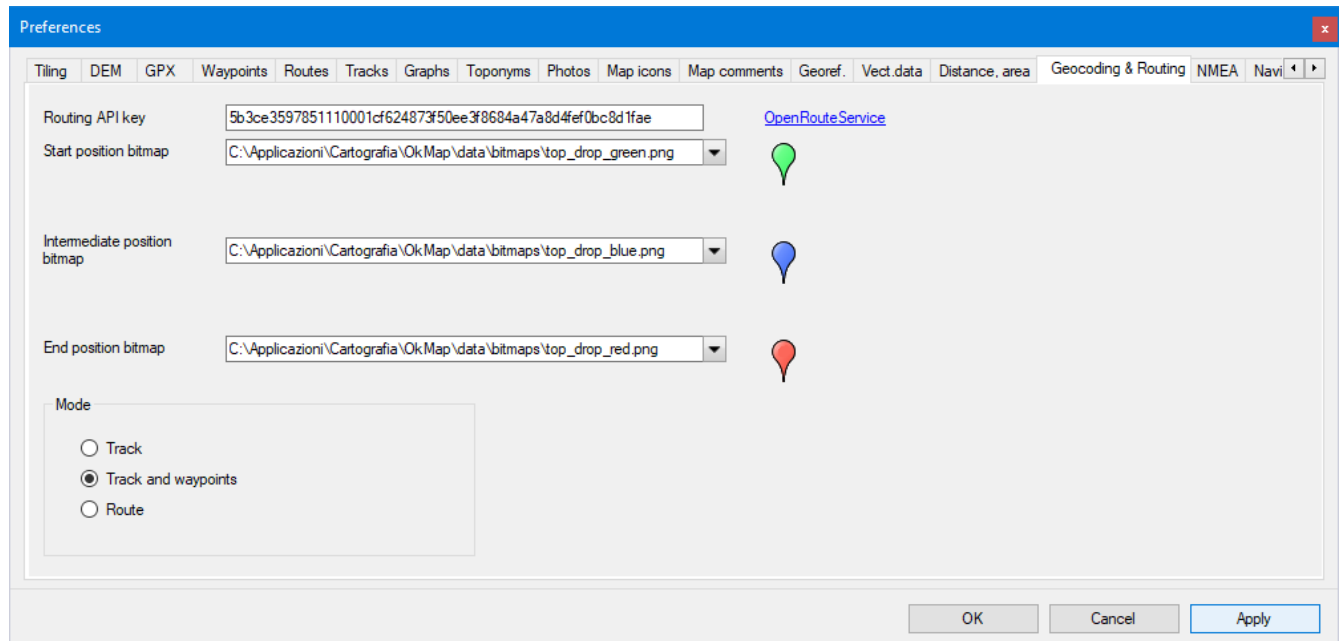 Preferences
x
Tiling DEM GPX Waypoints Routes Tracks Graphs Toponyms Photos Map icons Map comments Georef. Vect.data Distance, area Geocoding & Routing NMEA Navi
Routing API key 5b3ce3597851110001cf624873f50ee3f8684a47a8d4fef0bc8d1fae OpenRouteService
Start position bitmap C:\Applicazioni\Cartografia\OkMap\data\bitmaps\top_drop_green.png
Intermediate position
bitmap C:\Applicazioni\Cartografia\OkMap\data\bitmaps\top_drop_blue.png
End position bitmap C:\Applicazioni\Cartografia\OkMap\data\bitmaps\top_drop_red.png
Mode
Track
Track and waypoints
Route
OK Cancel Apply